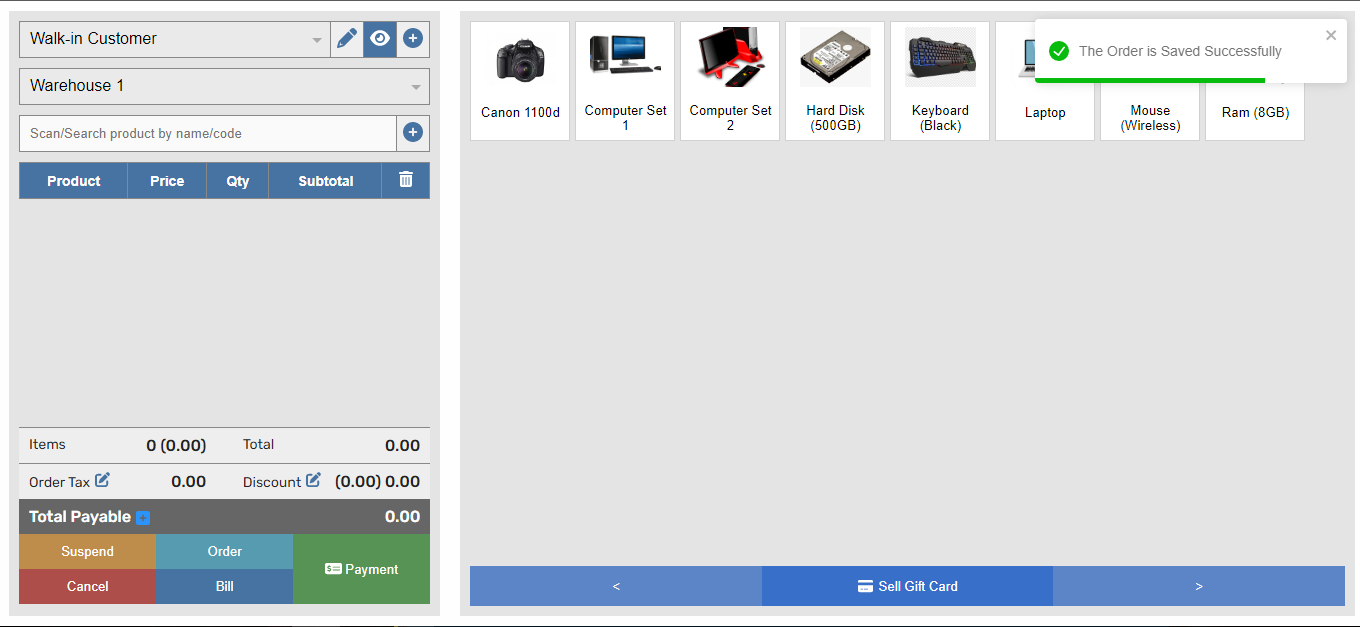 Walk-in Customer
Warehouse 1
Scan/Search product by name/code
Product Price Qty Subtotal
Items 0 (0.00) Total 0.00
Order Tax 0.00 Discount (0.00) 0.00
Total Payable 0.00
Suspend Order
Payment
Cancel Bill
The Order is Saved Successfully
Canon 1100d
Computer Set
1
Computer Set
2
Hard Disk
(500GB)
Keyboard
(Black)
Laptop
Mouse
(Wireless)
Ram (8GB)
< Sell Gift Card >